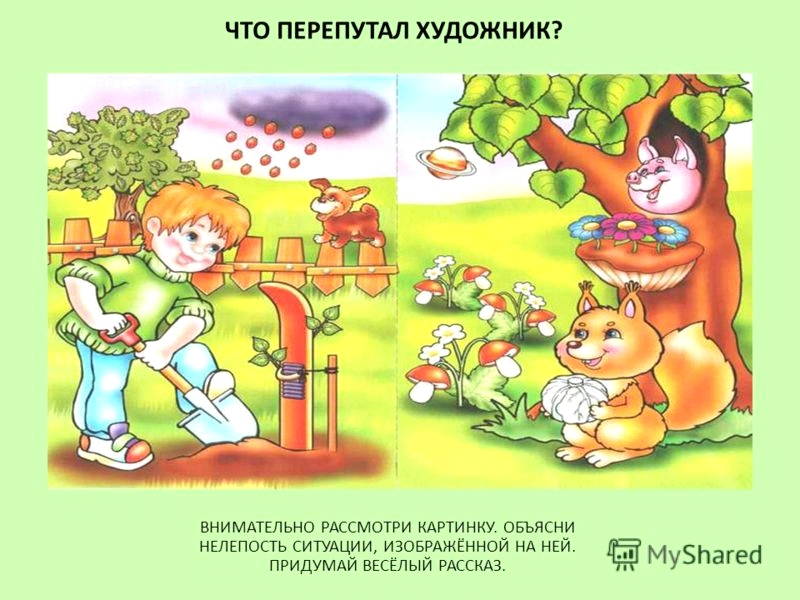 ЧТО ПЕРЕПУТАЛ ХУДОЖНИК?
ВНИМАТЕЛЬНО РАССМОТРИ КАРТИНКУ. ОБЪЯСНИ
НЕЛЕПОСТЬ СИТУАЦИИ, ИЗОБРАЖЁННОЙ НА НЕЙ.
ПРИДУМАЙ ВЕСЁЛЫЙ РАССКАЗ.
MyShared